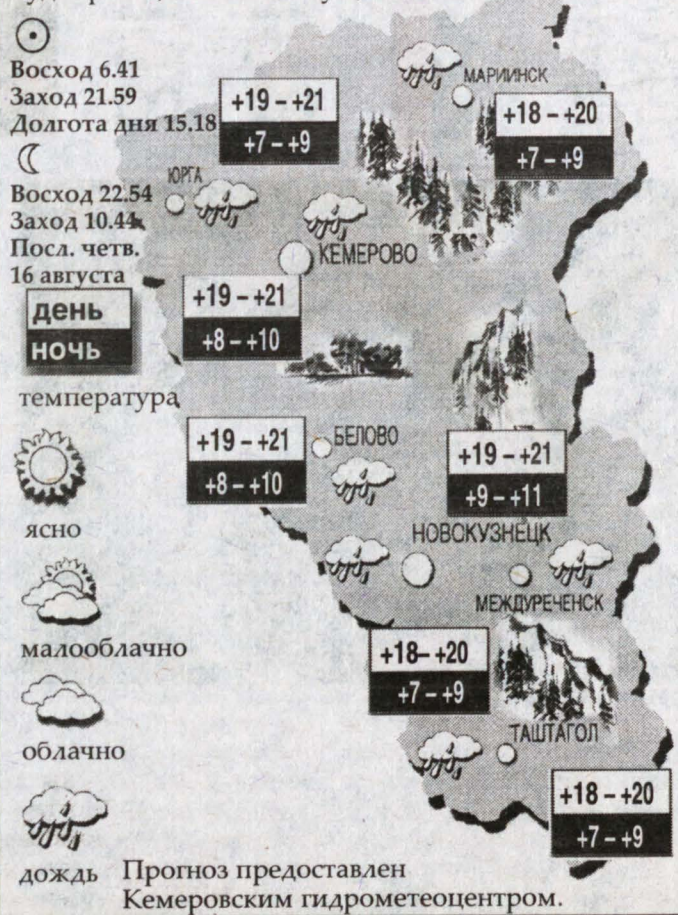 Восход 6.41
Заход 21.59
Долгота дня 15.18
Восход 22.54
Заход 10.44
Посл. четв.
16 августа
день
ночь
температура
ясно
малооблачно
облачно
дождь
МАРИИНСК
+18 – +20
+7 – +9
+19 – +21
+7 – +9
ЮРГА
КЕМЕРОВО
+19 – +21
+8 – +10
БЕЛОВО
+19 – +21
+8 – +10
+19 – +21
+9 – +11
НОВОКУЗНЕЦК
МЕЖДУРЕЧЕНСК
+18– +20
+7 – +9
ТАШТАГОЛ
+18 – +20
+7 – +9
Прогноз предоставлен
Кемеровским гидрометеоцентром.